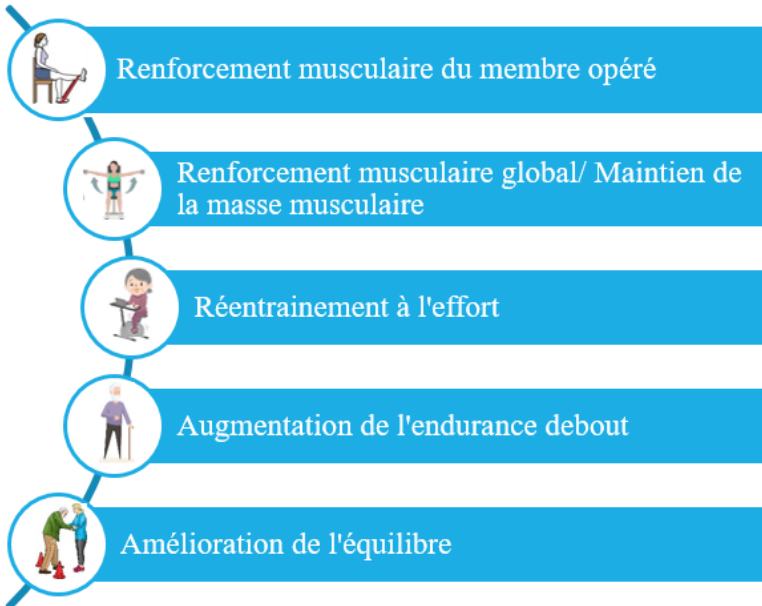 Renforcement musculaire du membre opéré
Renforcement musculaire global/ Maintien de
la masse musculaire
Réentrainement à l'effort
Augmentation de l'endurance debout
Amélioration de l'équilibre